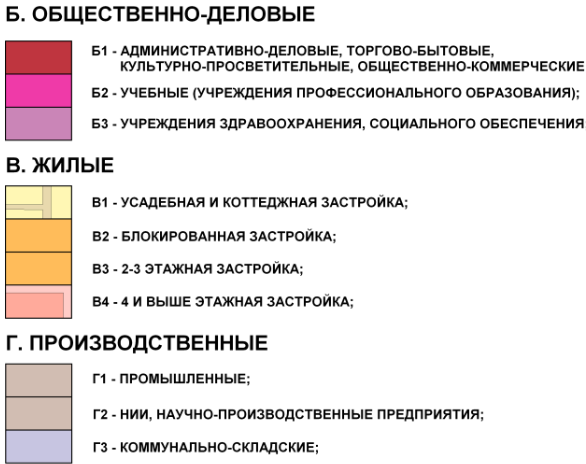 Б. ОБЩЕСТВЕННО-ДЕЛОВЫЕ
Б1 - АДМИНИСТРАТИВНО-ДЕЛОВЫЕ, ТОРГОВО-БЫТОВЫЕ,
КУЛЬТУРНО-ПРОСВЕТИТЕЛЬНЫЕ, ОБЩЕСТВЕННО-КОММЕРЧЕСКИЕ
Б2 - УЧЕБНЫЕ (УЧРЕЖДЕНИЯ ПРОФЕССИОНАЛЬНОГО ОБРАЗОВАНИЯ);
Б3 - УЧРЕЖДЕНИЯ ЗДРАВООХРАНЕНИЯ, СОЦИАЛЬНОГО ОБЕСПЕЧЕНИЯ
В. ЖИЛЫЕ
В1 - УСАДЕБНАЯ И КОТТЕДЖНАЯ ЗАСТРОЙКА;
В2 - БЛОКИРОВАННАЯ ЗАСТРОЙКА;
В3 - 2-3 ЭТАЖНАЯ ЗАСТРОЙКА;
В4 - 4 И ВЫШЕ ЭТАЖНАЯ ЗАСТРОЙКА;
Г. ПРОИЗВОДСТВЕННЫЕ
Г1 - ПРОМЫШЛЕННЫЕ;
Г2 - НИИ, НАУЧНО-ПРОИЗВОДСТВЕННЫЕ ПРЕДПРИЯТИЯ;
Г3 - КОММУНАЛЬНО-СКЛАДСКИЕ;